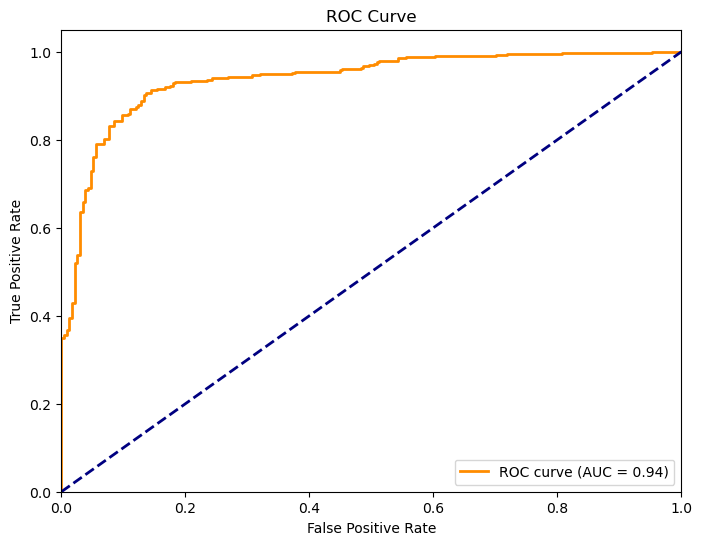 ROC Curve
True Positive Rate
1.0
0.8
0.6
0.4
0.2
0.0
ROC curve (AUC = 0.94)
0.0 0.2 0.4 0.6 0.8 1.0
False Positive Rate